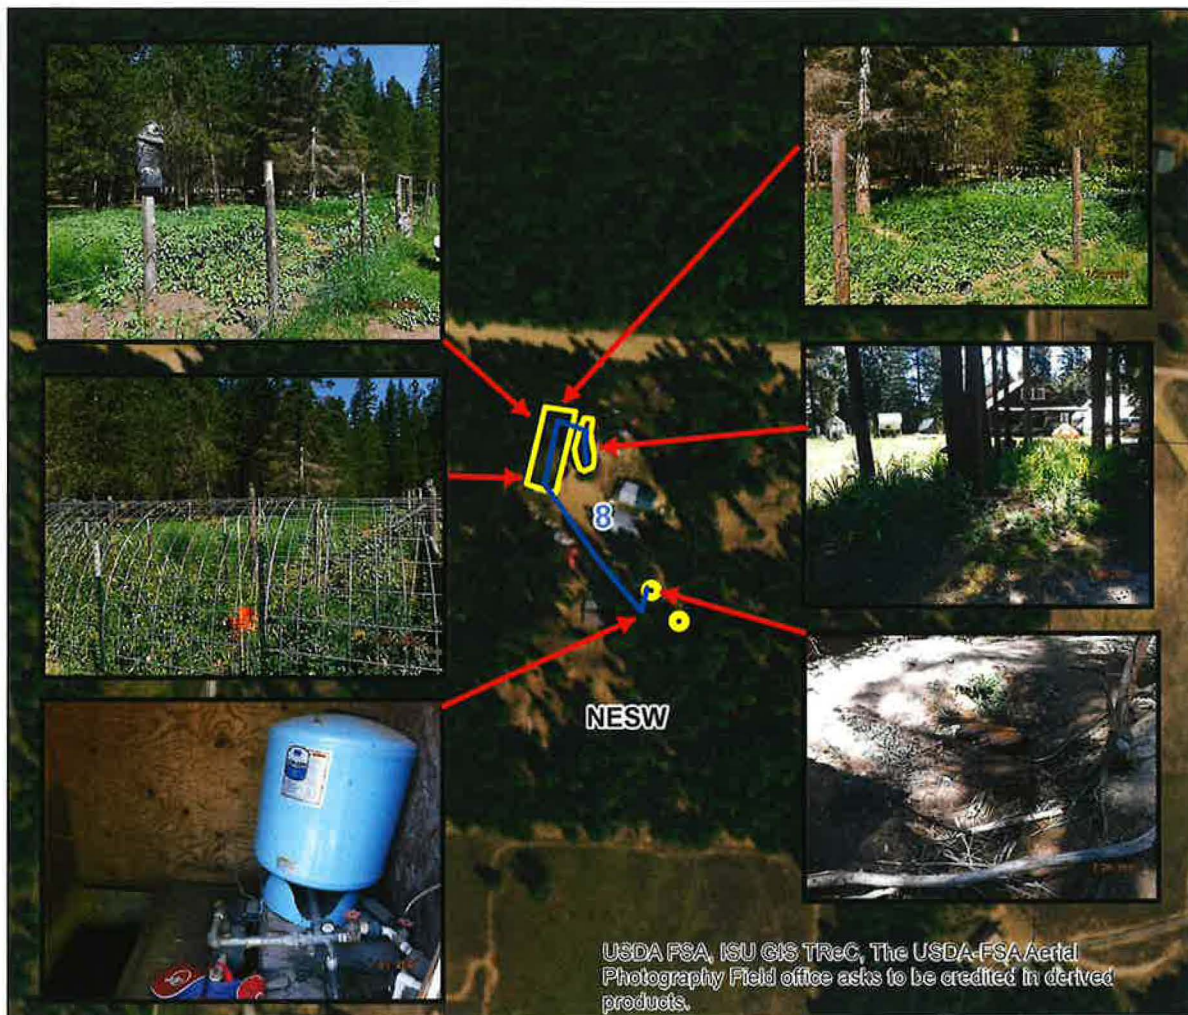 8
NESW
USDA FSA, ISU GIS TReC, The USDA-FSA Aerial
Photography Field office asks to be credited in derived
products.